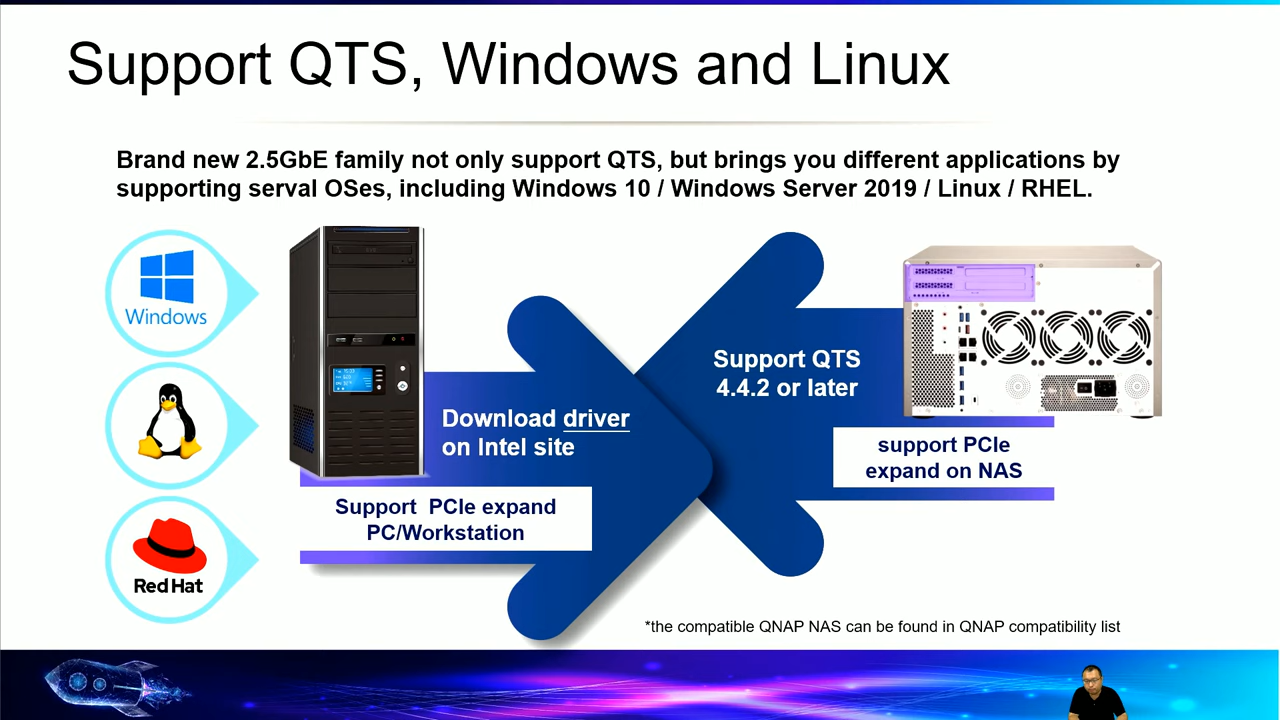 Support QTS, Windows and Linux
Brand new 2.5GbE family not only support QTS, but brings you different applications by
supporting serval OSes, including Windows 10 / Windows Server 2019 / Linux / RHEL.
Windows
Red Hat
Download driver
on Intel site
Support PCIe expand
PC/Workstation
Support QTS
4.4.2 or later
support PCIe
expand on NAS
*the compatible QNAP NAS can be found in QNAP compatibility list